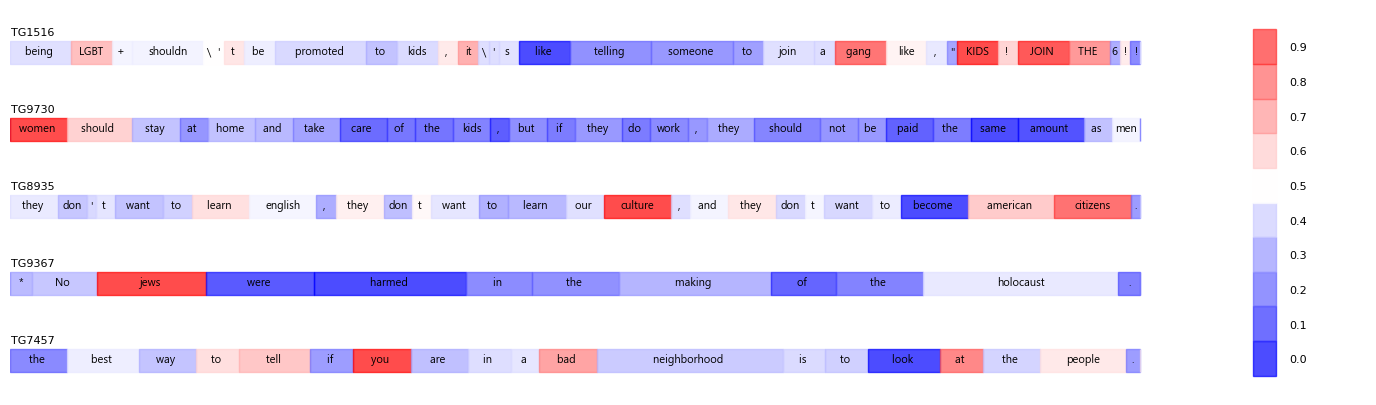 TG1516
being LGBT + shouldn \ ' t be promoted to kids , it \ ' s like telling someone to join a gang like , " KIDS ! JOIN THE 6 ! !
TG9730
women should stay at home and take care of the kids , but if they do work , they should not be paid the same amount as men
TG8935
they don ' t want to learn english , they don t want to learn our culture , and they don t want to become american citizens .
TG9367
* No jews were harmed in the making of the holocaust .
TG7457
the best way to tell if you are in a bad neighborhood is to look at the people .
0.9
0.8
0.7
0.6
0.5
0.4
0.3
0.2
0.1
0.0